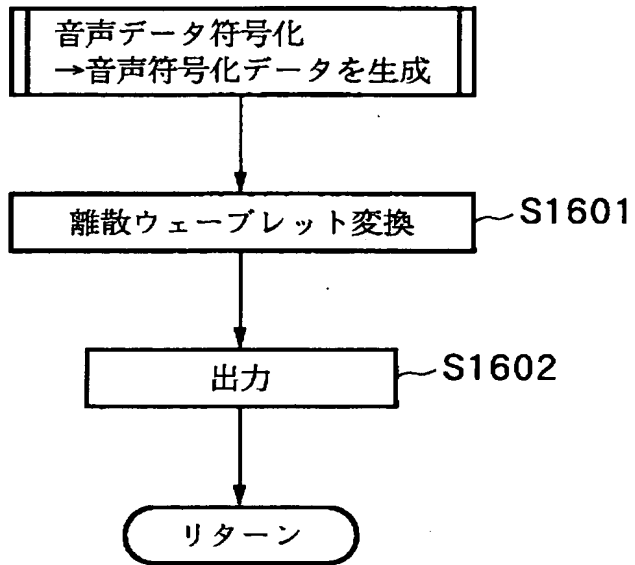 音声データ符号化
→音声符号化データを生成
離散ウェーブレット変換
S1601
出力
S1602
リターン